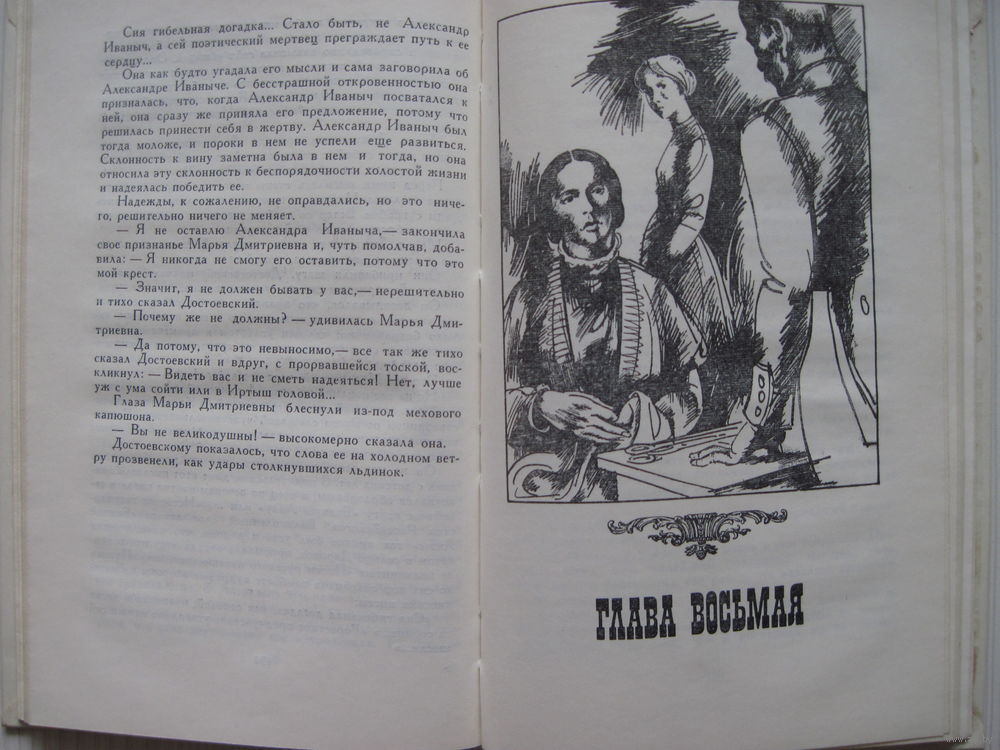 Сия гибельная догадка... Стало быть, не Александр
Иваныч, а сей поэтический мертвец преграждает путь к ее
сердцу...
Она как будто угадала его мысли и сама заговорила об
Александре Иваныче. С бесстрашной откровенностью она
призналась, что, когда Александр Иваныч посватался к
ней, она сразу же приняла его предложение, потому что
решилась принести себя в жертву. Александр Иваныч был
тогда моложе, и пороки в нем не успели еще развиться.
Склонность к вину заметна была в нем и тогда, но она
относила эту склонность к беспорядочности холостой жизни
и надеялась победить ее.
Надежды, к сожалению, не оправдались, но это ниче-
го, решительно ничего не меняет.
— Я не оставлю Александра Иваныча,— закончила
свое признанье Марья Дмитриевна и, чуть помолчав, доба-
вила: — Я никогда не смогу его оставить, потому что это
мой крест.
— Значит, я не должен бывать у вас,— нерешительно
и тихо сказал Достоевский.
— Почему же не должны? — удивилась Марья Дми-
триевна.
— Да потому, что это невыносимо,— все так же тихо
сказал Достоевский и вдруг, с прорвавшейся тоской, вос-
кликнул: — Видеть вас и не сметь надеяться! Нет, лучше
уж с ума сойти или в Иртыш головой...
Глаза Марьи Дмитриевны блеснули из-под мехового
капюшона.
— Вы не великодушны! — высокомерно сказала она.
Достоевскому показалось, что слова ее на холодном вет-
ру прозвенели, как удары столкнувшихся льдинок.
ГЛАВА ВОСЬМАЯ